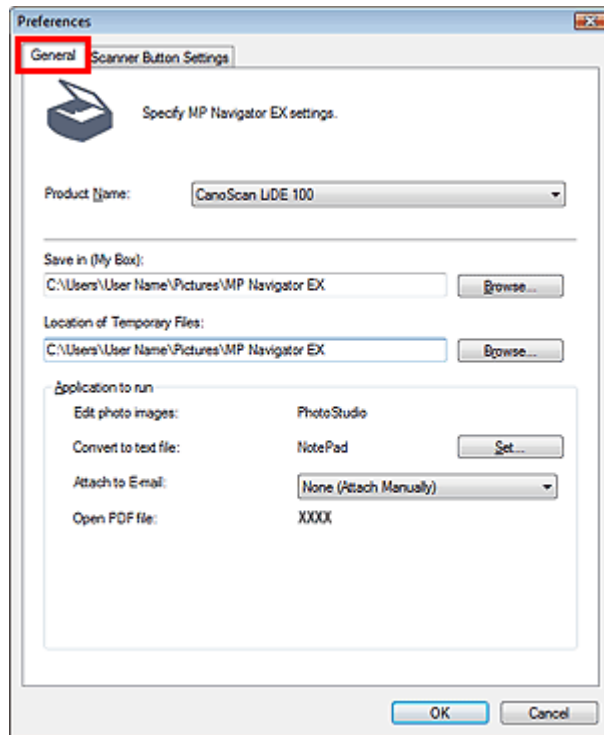 Preferences
General Scanner Button Settings
Specify MP Navigator EX settings.
Product Name: CanoScan LiDE 100
Save in (My Box):
C:\Users\User Name\Pictures\MP Navigator EX Browse...
Location of Temporary Files:
C:\Users\User Name\Pictures\MP Navigator EX Browse...
Application to run
Edit photo images: PhotoStudio
Convert to text file: NotePad Set...
Attach to E-mail: None (Attach Manually)
Open PDF file: XXXX
OK Cancel